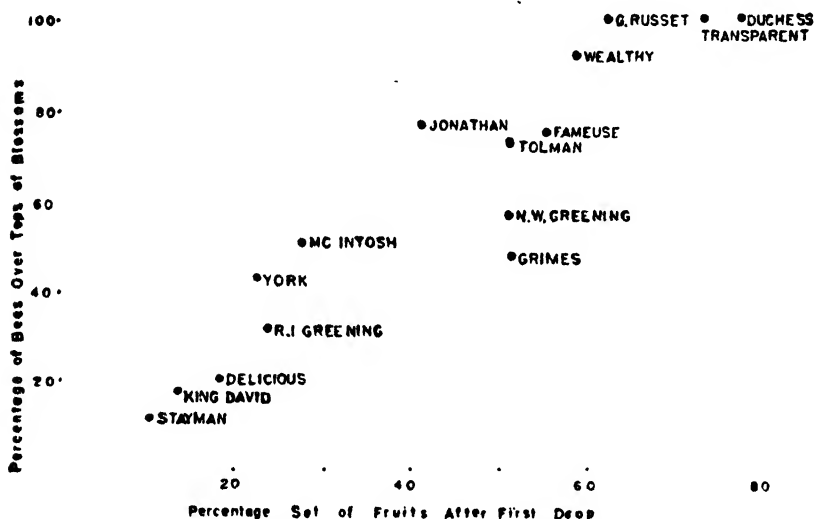 100• •G.RUSSET • •DUCHESS
TRANSPARENT
•WEALTHY
80•
•JONATHAN •FAMEUSE
•TOLMAN
60
•N.W. GREENING
•MC INTOSH
•GRIMES
•YORK
40•
•R.I GREENING
20•
•DELICIOUS
•KING DAVID
•STAYMAN
20 40 60 80
Percentage Set of Fruits After First Drop
Percentage of Bees Over Tops of Blossoms